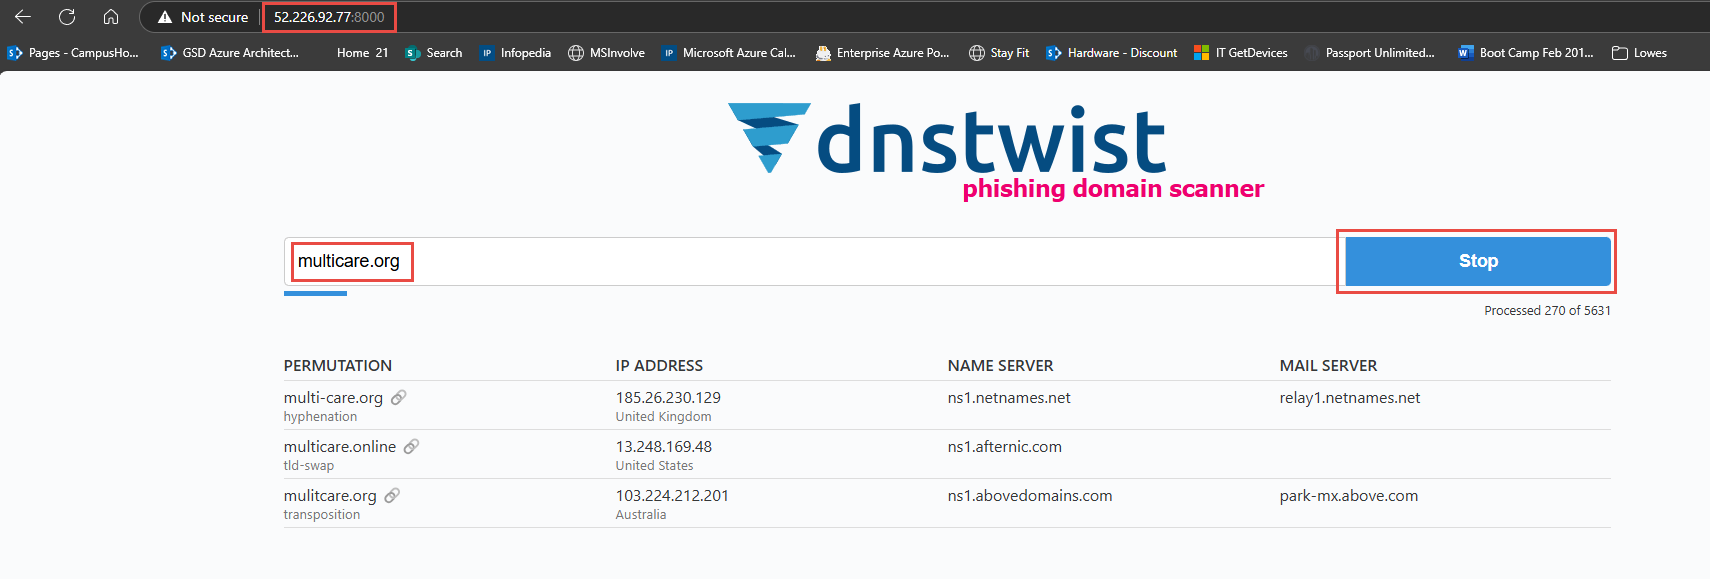 Not secure 52.226.92.77:8000
Pages - CampusHo... GSD Azure Architect... Home 21 Search Infopedia MSInvolve Microsoft Azure Cal... Enterprise Azure Po... Stay Fit Hardware - Discount IT GetDevices Passport Unlimited... Boot Camp Feb 201... Lowes
dnstwist
phishing domain scanner
multicare.org Stop
Processed 270 of 5631
PERMUTATION IP ADDRESS NAME SERVER MAIL SERVER
multi-care.org 185.26.230.129 ns1.netnames.net relay1.netnames.net
hyphenation United Kingdom
multicare.online 13.248.169.48 ns1.afternic.com
tld-swap United States
mulitcare.org 103.224.212.201 ns1.abovedomains.com park-mx.above.com
transposition Australia